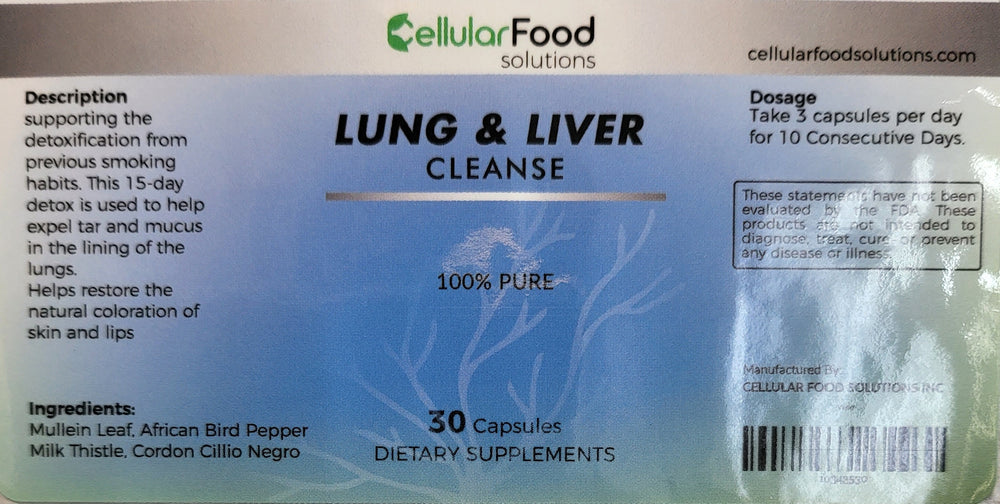 CellularFood
solutions
cellularfoodsolutions.com
Description
supporting the
detoxification from
previous smoking
habits. This 15-day
detox is used to help
expel tar and mucus
in the lining of the
lungs.
Helps restore the
natural coloration of
skin and lips
Ingredients:
Mullein Leaf, African Bird Pepper
Milk Thistle, Cordon Cillio Negro
LUNG & LIVER
CLEANSE
100% PURE
30 Capsules
DIETARY SUPPLEMENTS
Dosage
Take 3 capsules per day
for 10 Consecutive Days.
These statements have not been
evaluated by the FDA. These
products are not intended to
diagnose, treat, cure or prevent
any disease or illness.
Manufactured By:
CELLULAR FOOD SOLUTIONS INC